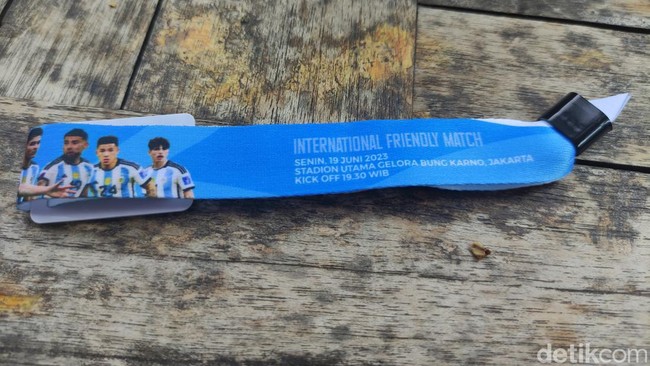 INTERNATIONAL FRIENDLY MATCH
SENIN, 19 JUNI 2023
STADION UTAMA GELORA BUNG KARNO, JAKARTA
KICK OFF 19.30 WIB
detikcom